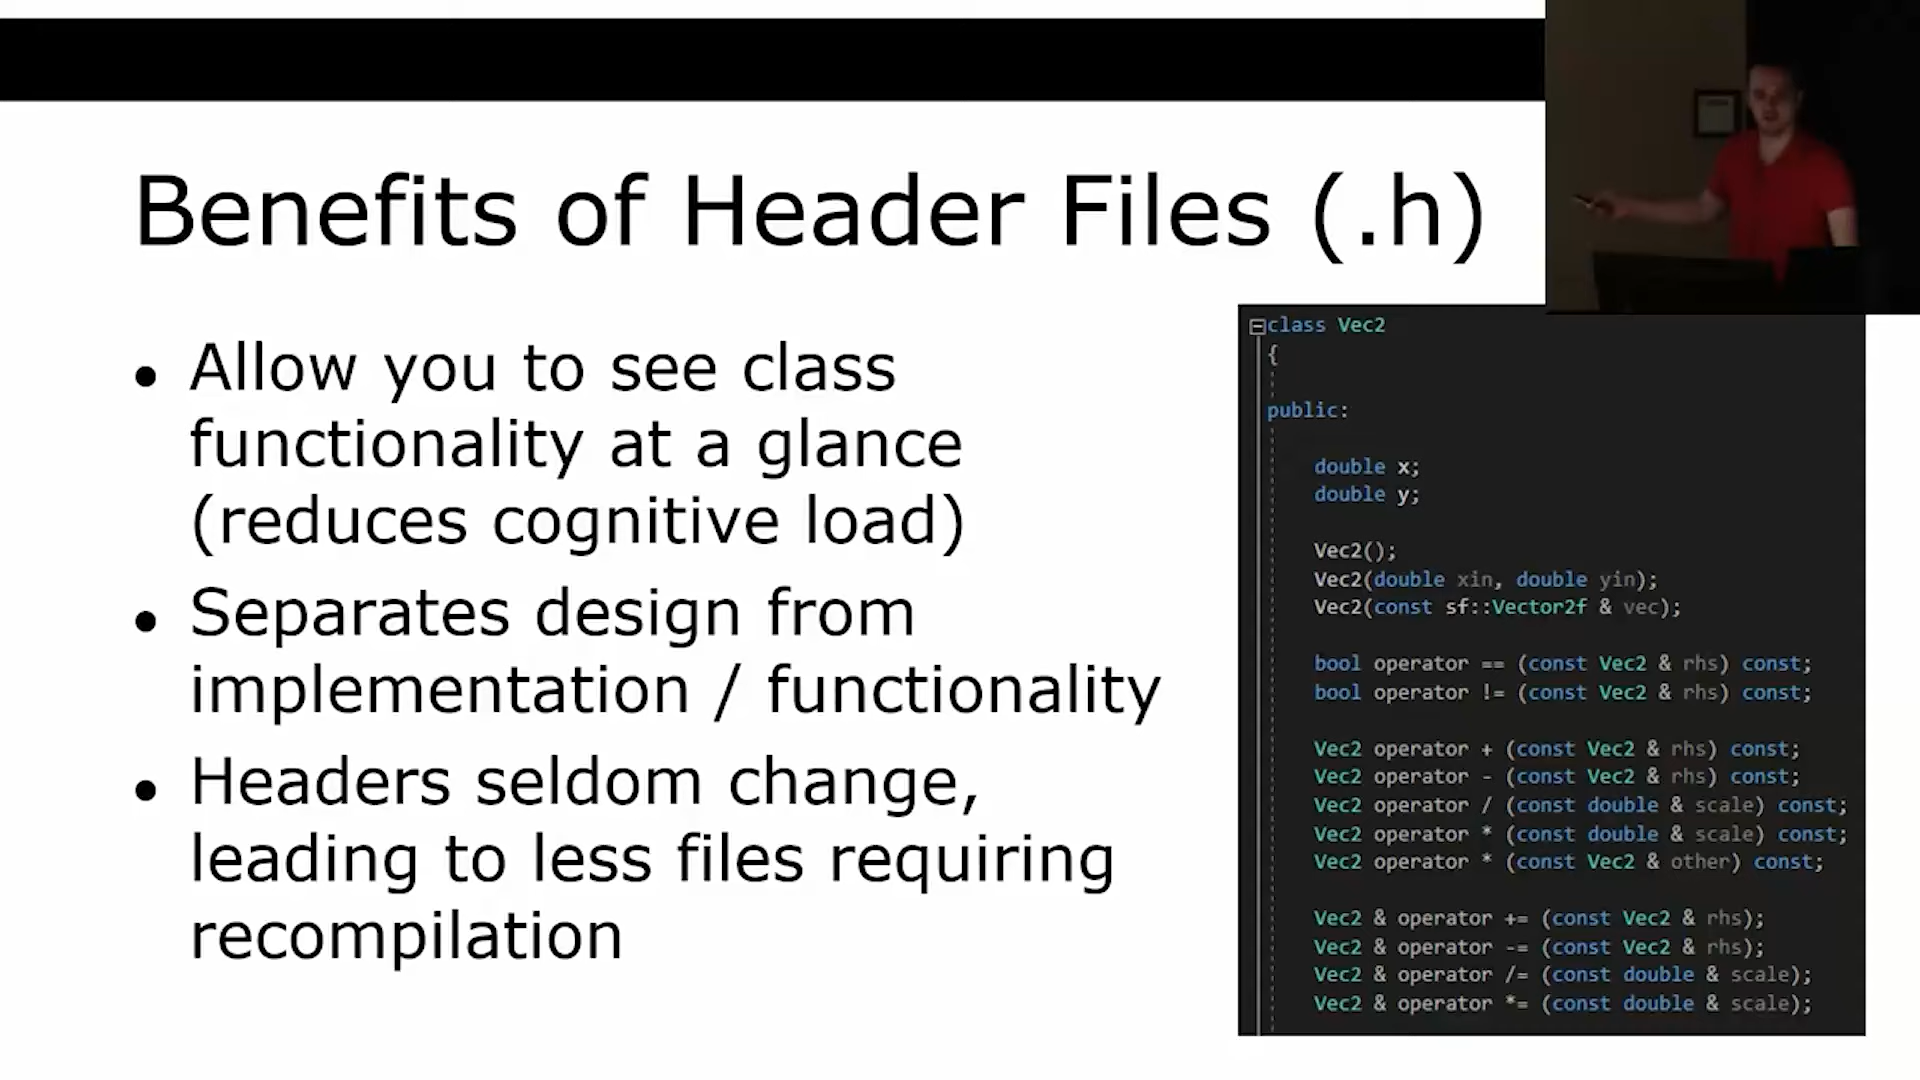 Benefits of Header Files (.h)
• Allow you to see class
functionality at a glance
(reduces cognitive load)
• Separates design from
implementation / functionality
• Headers seldom change,
leading to less files requiring
recompilation
class Vec2
{
public:
double x;
double y;
Vec2();
Vec2(double xin, double yin);
Vec2(const sf::Vector2f & vec);
bool operator == (const Vec2 & rhs) const;
bool operator != (const Vec2 & rhs) const;
Vec2 operator + (const Vec2 & rhs) const;
Vec2 operator - (const Vec2 & rhs) const;
Vec2 operator / (const double & scale) const;
Vec2 operator * (const double & scale) const;
Vec2 operator * (const Vec2 & other) const;
Vec2 & operator += (const Vec2 & rhs);
Vec2 & operator -= (const Vec2 & rhs);
Vec2 & operator /= (const double & scale);
Vec2 & operator *= (const double & scale);